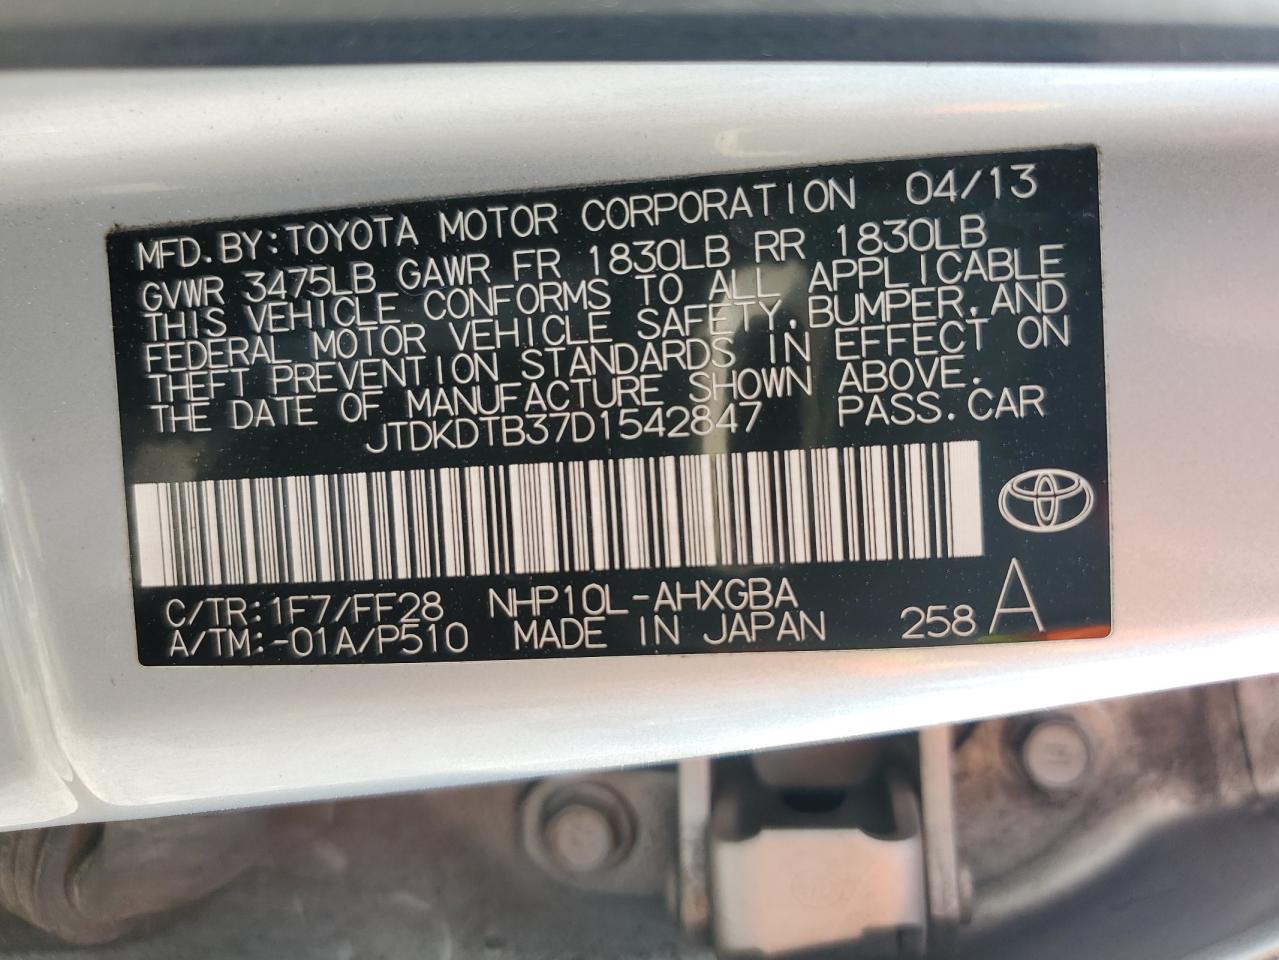 MFD.BY:TOYOTA MOTOR CORPORATION 04/13
GVWR 3475LB GAWR FR 1830LB RR 1830LB
THIS VEHICLE CONFORMS TO ALL APPLICABLE
FEDERAL MOTOR VEHICLE SAFETY,BUMPER,AND
THEFT PREVENTION STANDARDS IN EFFECT ON
THE DATE OF MANUFACTURE SHOWN ABOVE.
JTDKDTB37D1542847 PASS.CAR
C/TR:1F7/FF28 NHP10L-AHXGBA
A/TM:-01A/P510 MADE IN JAPAN 258 A